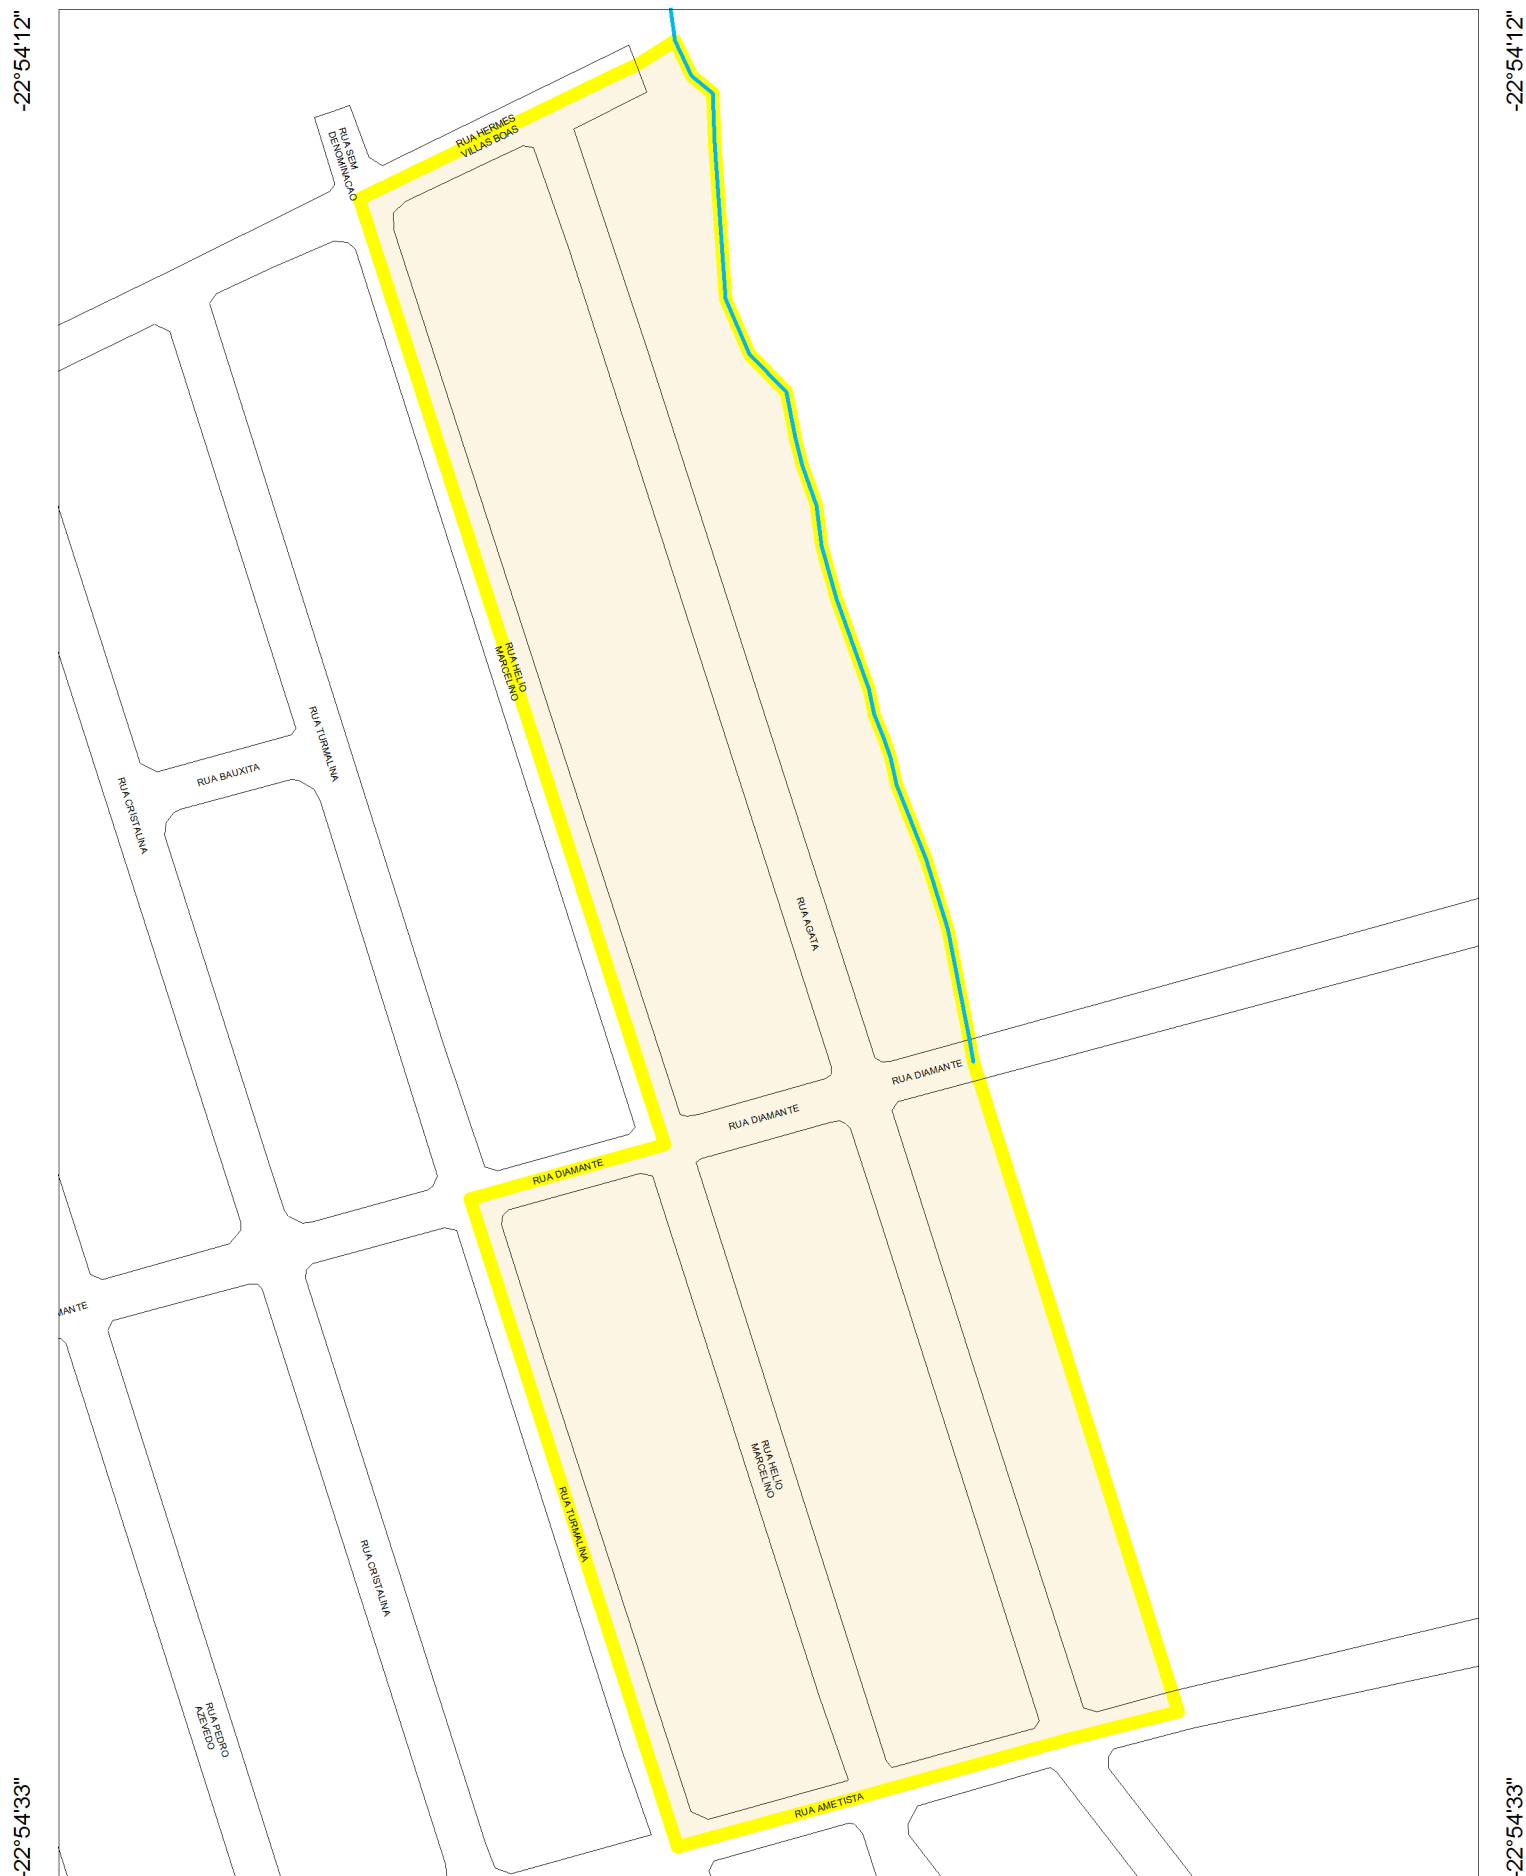 -22°54'12"
-22°54'12"
RUA HERMES
VILLAS BOAS
RUA SEM
DENOMINACAO
RUA HELIO
MARCELINO
RUA TURMALINA
RUA BAUXITA
RUA CRISTALINA
RUA AGATA
RUA DIAMANTE
RUA DIAMANTE
RUA DIAMANTE
MANTE
RUA HELIO
MARCELINO
RUA TURMALINA
RUA CRISTALINA
RUA PEDRO
AZEVEDO
RUA AMETISTA
-22°54'33"
-22°54'33"